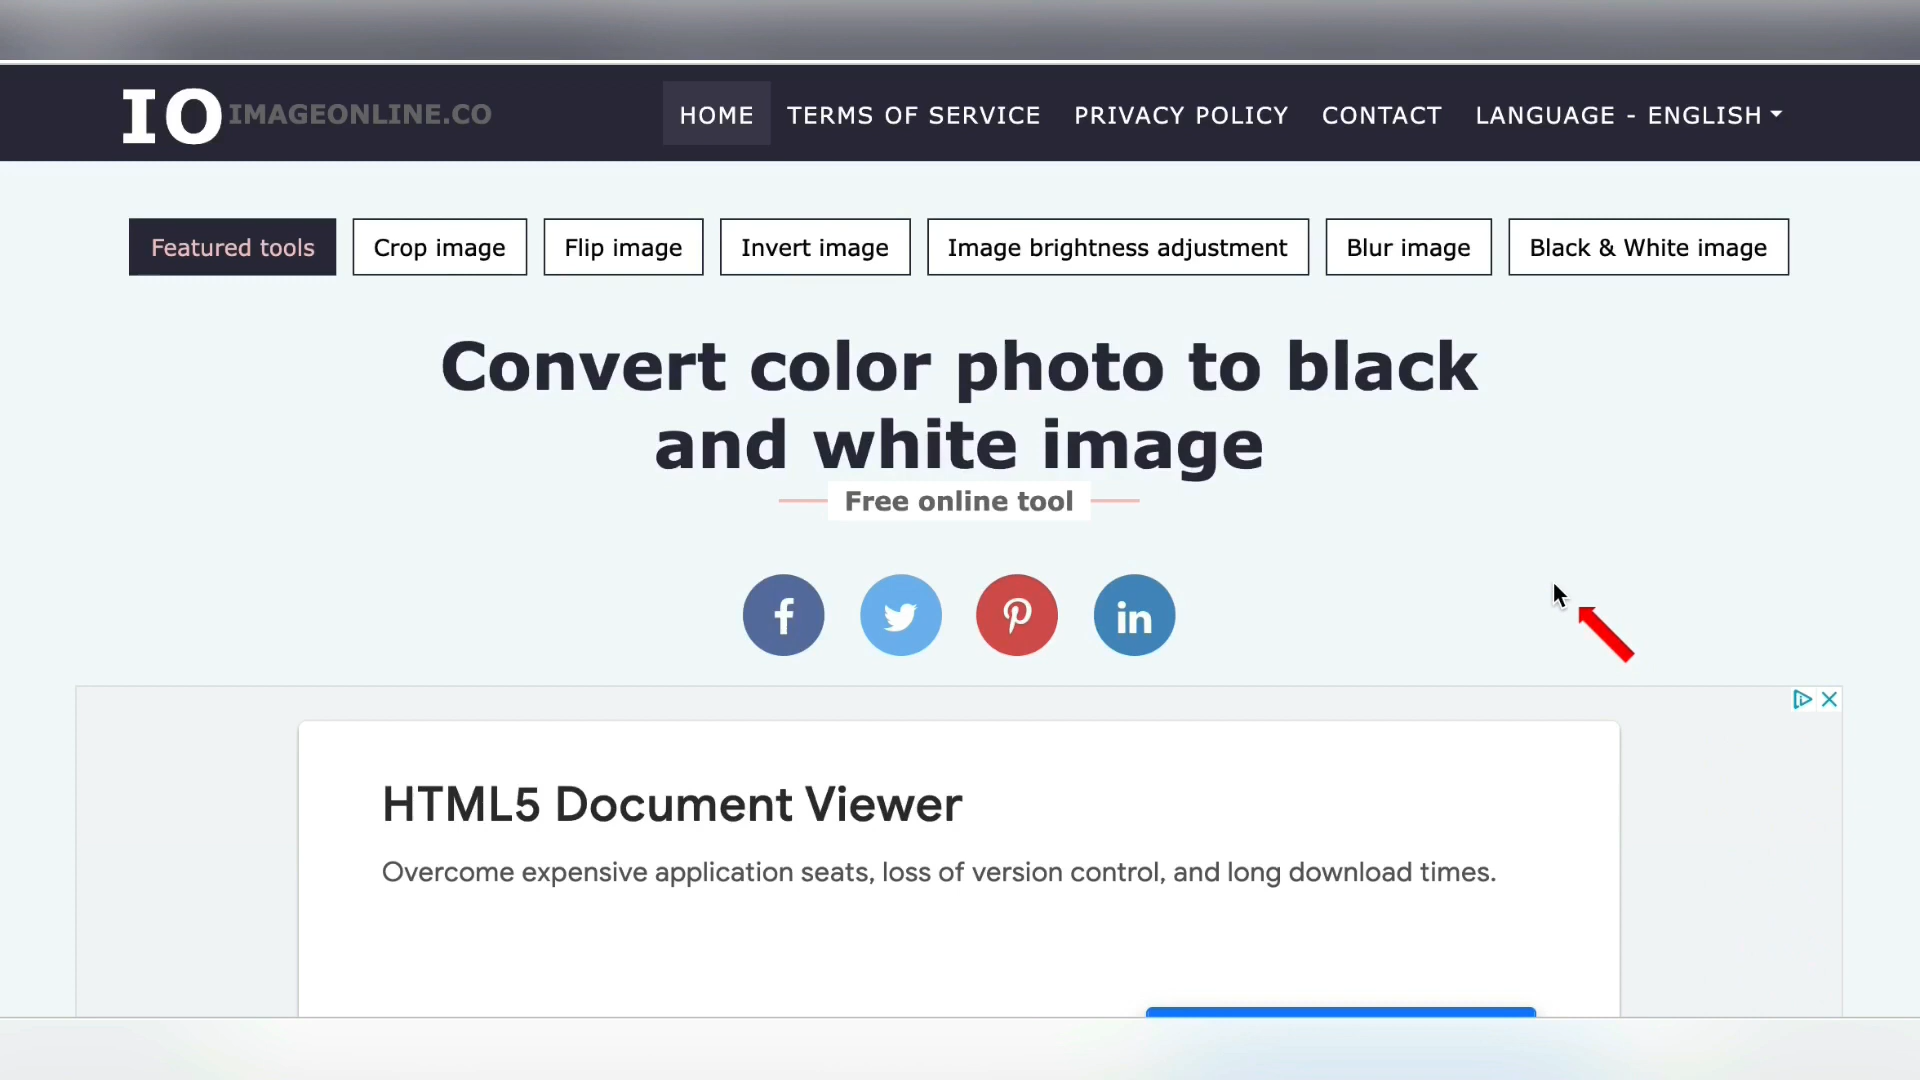 IO IMAGEONLINE.CO
HOME TERMS OF SERVICE PRIVACY POLICY CONTACT LANGUAGE - ENGLISH
Featured tools Crop image Flip image Invert image Image brightness adjustment Blur image Black & White image
Convert color photo to black
and white image
Free online tool
HTML5 Document Viewer
Overcome expensive application seats, loss of version control, and long download times.